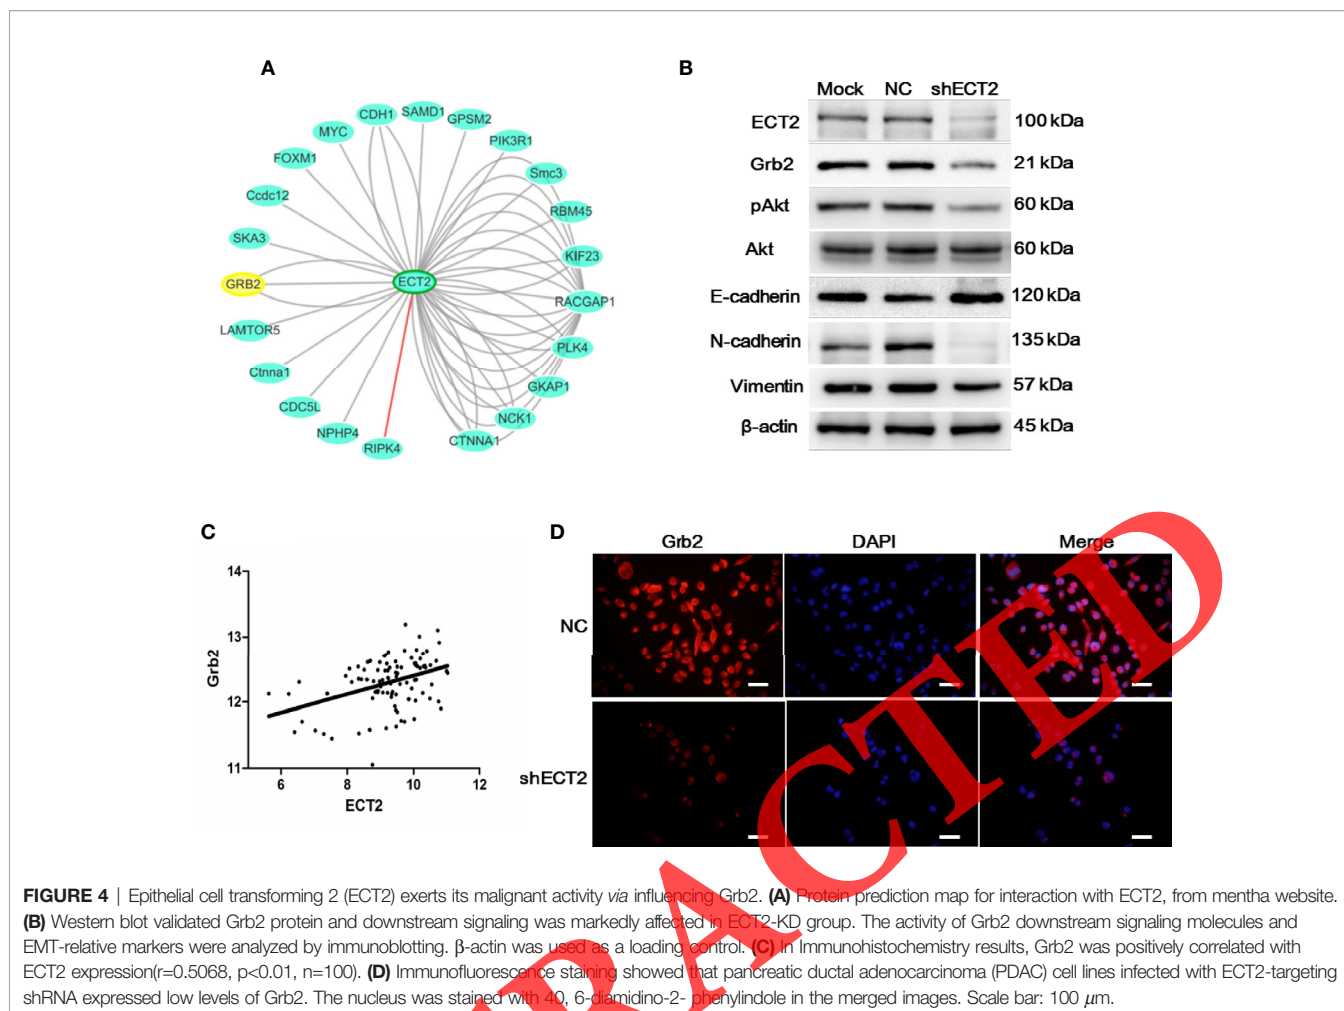 A
CDH1
SAMD1
GPSM2
MYC
PIK3R1
FOXM1
Smc3
Ccdc12
RBM45
SKA3
KIF23
GRB2
ECT2
RACGAP1
LAMTOR5
PLK4
Ctnna1
GKAP1
CDC5L
NCK1
NPHP4
CTNNA1
RIPK4
B
Mock NC shECT2
ECT2 100 kDa
Grb2 21 kDa
pAkt 60 kDa
Akt 60 kDa
E-cadherin 120 kDa
N-cadherin 135 kDa
Vimentin 57 kDa
β-actin 45 kDa
C
14
13
12
11
Grb2
6 8 10 12
ECT2
D
Grb2 DAPI Merge
NC
shECT2
FIGURE 4 | Epithelial cell transforming 2 (ECT2) exerts its malignant activity via influencing Grb2. (A) Protein prediction map for interaction with ECT2, from mentha website.
(B) Western blot validated Grb2 protein and downstream signaling was markedly affected in ECT2-KD group. The activity of Grb2 downstream signaling molecules and
EMT-relative markers were analyzed by immunoblotting. β-actin was used as a loading control. (C) In Immunohistochemistry results, Grb2 was positively correlated with
ECT2 expression(r=0.5068, p<0.01, n=100). (D) Immunofluorescence staining showed that pancreatic ductal adenocarcinoma (PDAC) cell lines infected with ECT2-targeting
shRNA expressed low levels of Grb2. The nucleus was stained with 40, 6-diamidino-2- phenylindole in the merged images. Scale bar: 100 μm.
RACTED